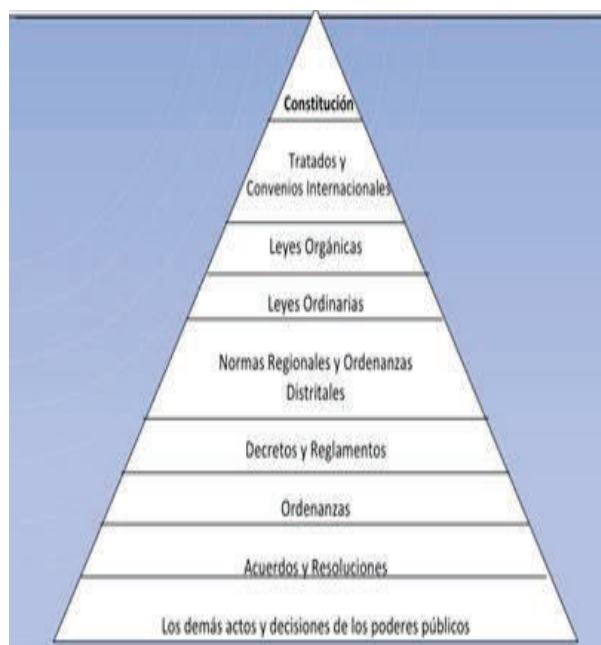 Constitución
Tratados y
Convenios Internacionales
Leyes Orgánicas
Leyes Ordinarias
Normas Regionales y Ordenanzas
Distritales
Decretos y Reglamentos
Ordenanzas
Acuerdos y Resoluciones
Los demás actos y decisiones de los poderes públicos